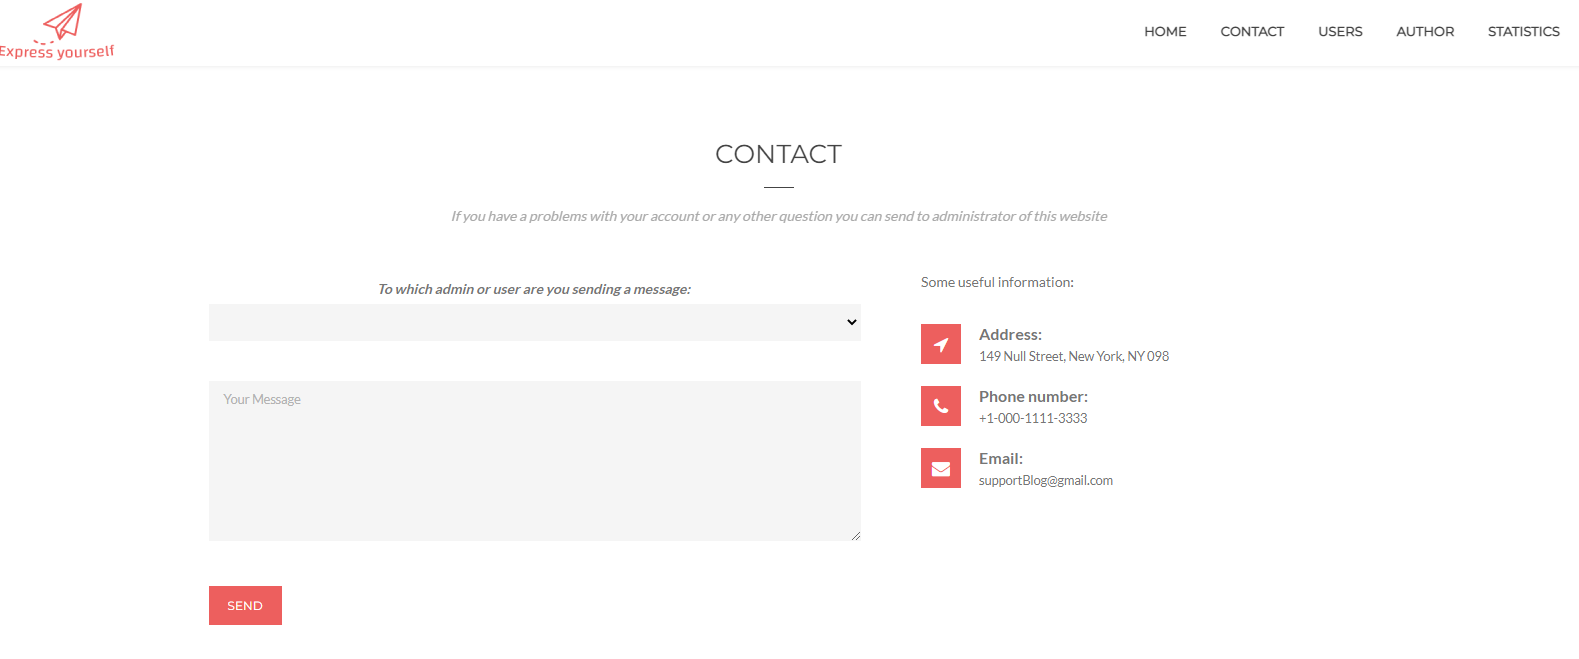 Express yourself
HOME CONTACT USERS AUTHOR STATISTICS
CONTACT
If you have a problems with your account or any other question you can send to administrator of this website
To which admin or user are you sending a message:
Your Message
SEND
Some useful information:
Address:
149 Null Street, New York, NY 098
Phone number:
+1-000-1111-3333
Email:
supportBlog@gmail.com